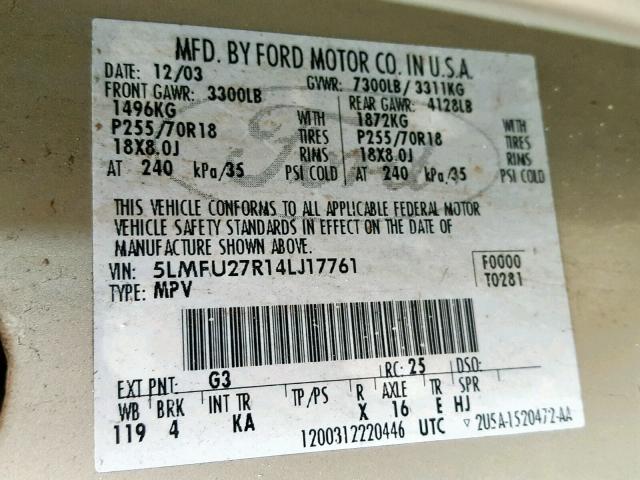 MFD. BY FORD MOTOR CO. IN U.S.A.
DATE: 12/03 GVWR: 7300LB / 3311KG
FRONT GAWR: 3300LB REAR GAWR: 4128LB
1496KG WITH 1872KG WITH
P255/70R18 TIRES P255/70R18 TIRES
18X8.0J RIMS 18X8.0J RIMS
AT 240 kPa/35 PSI COLD AT 240 kPa/35 PSI COLD
Ford
THIS VEHICLE CONFORMS TO ALL APPLICABLE FEDERAL MOTOR
VEHICLE SAFETY STANDARDS IN EFFECT ON THE DATE OF
MANUFACTURE SHOWN ABOVE.
VIN: 5LMFU27R14LJ17761 F0000
TYPE: MPV T0281
EXT PNT: G3 RC: 25 DSO:
WB BRK INT TR TP/PS R AXLE TR SPR
119 4 KA X 16 E HJ
1200312220446 UTC ▽ 2U5A-1520472-AA